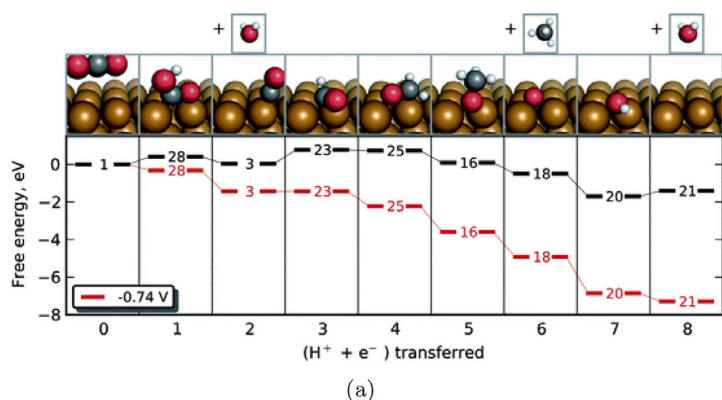 + + +
0
−2
−4
−6
−8
Free energy, eV
1 28 3 23 25 16 18 20 21
28 3 23 25 16 18 20 21
-0.74 V
0 1 2 3 4 5 6 7 8
(H⁺ + e⁻ ) transferred
(a)